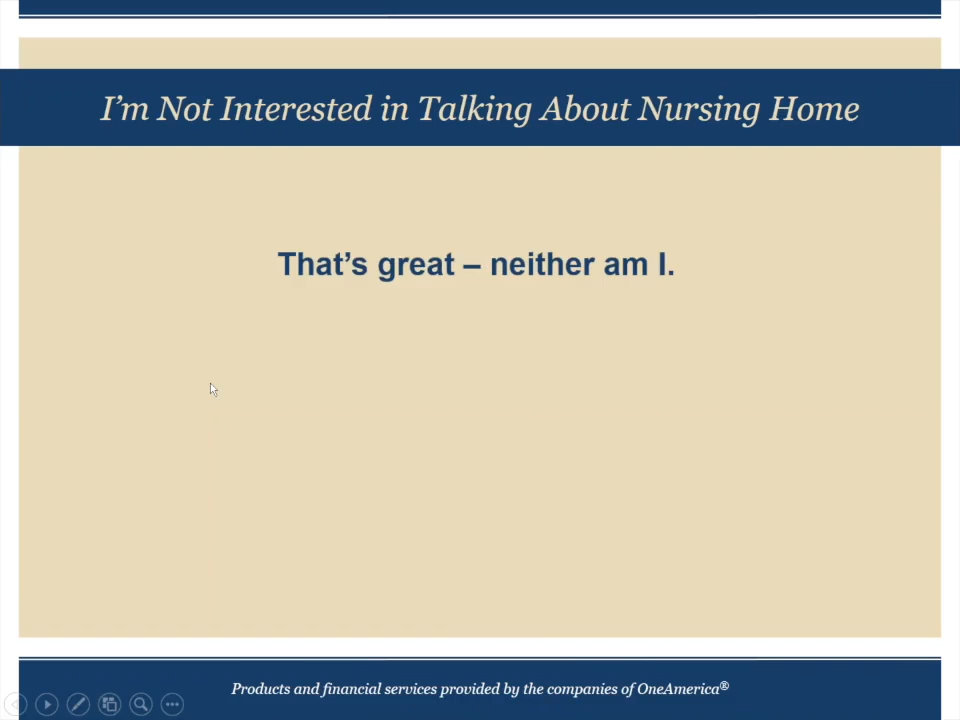 I’m Not Interested in Talking About Nursing Home
That’s great – neither am I.
Products and financial services provided by the companies of OneAmerica®